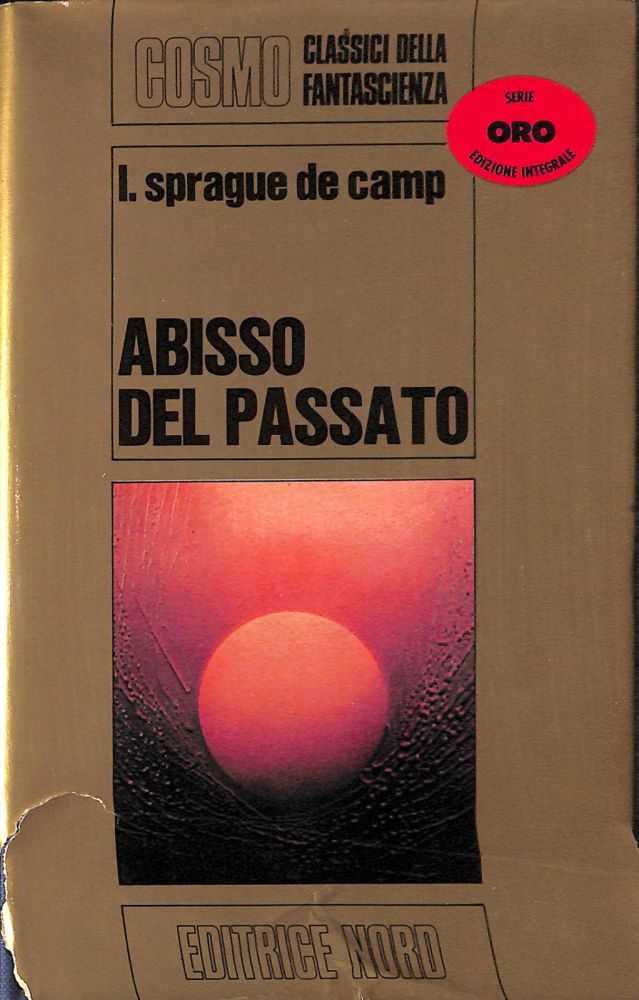 COSMO
CLASSICI DELLA
FANTASCIENZA
SERIE
ORO
EDIZIONE INTEGRALE
l. sprague de camp
ABISSO
DEL PASSATO
EDITRICE NORD